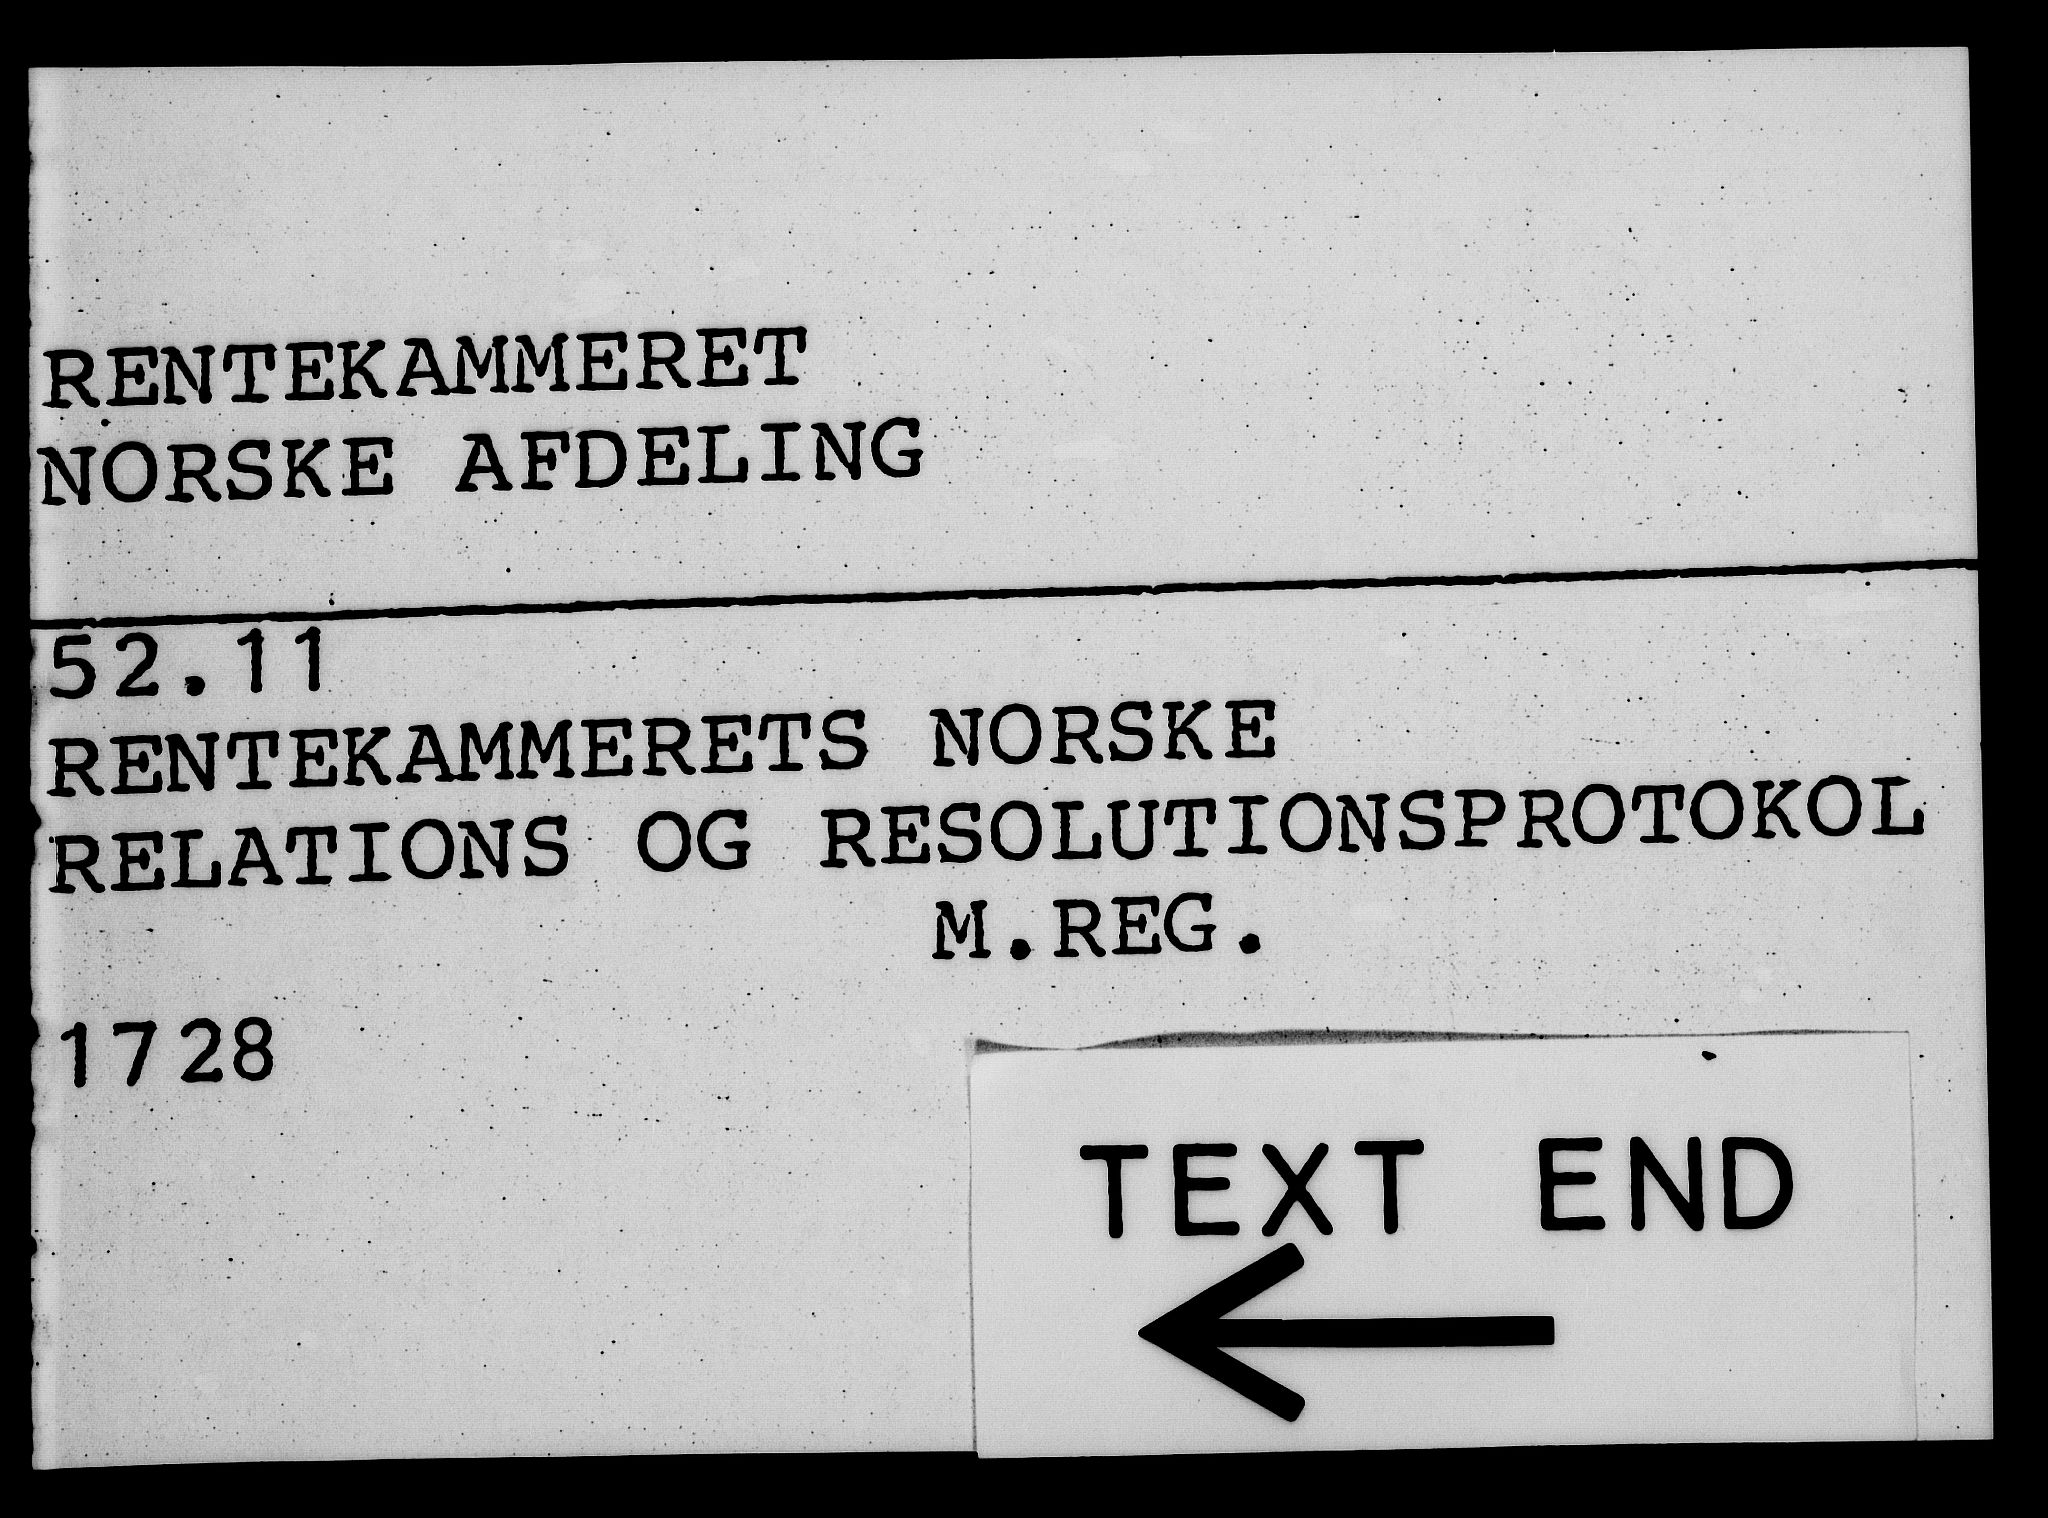 RENTEKAMMERET
NORSKE AFDELING
52.11
RENTEKAMMERETS NORSKE
RELATIONS OG RESOLUTIONSPROTOKOL
M.REG.
1728
TEXT END